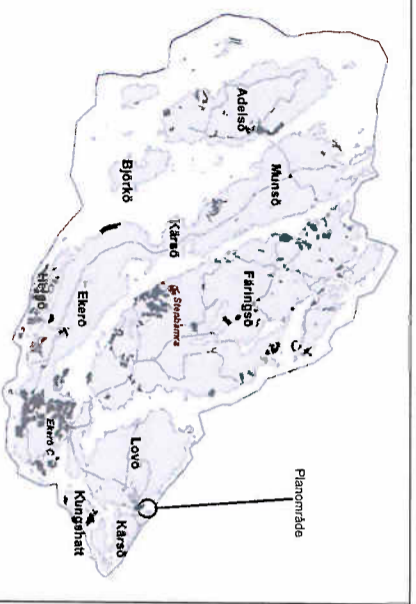 Planområde
Adelsö
Munsö
Björkö
Kärsö
Färingsö
Stenhamra
Helgö
Ekerö
Ekerö C
Lovö
Kungshatt
Kärsö